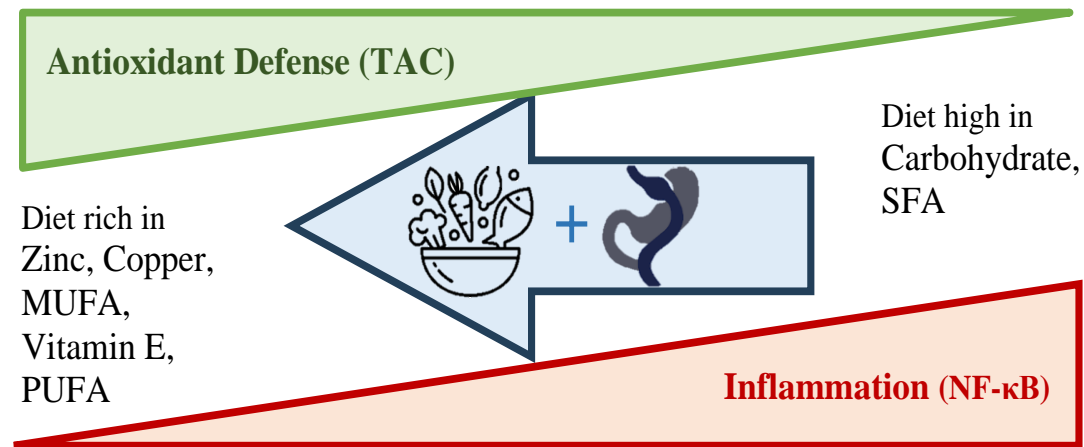 Antioxidant Defense (TAC)
Diet high in
Carbohydrate,
SFA
Diet rich in
Zinc, Copper,
MUFA,
Vitamin E,
PUFA
+
Inflammation (NF-κB)